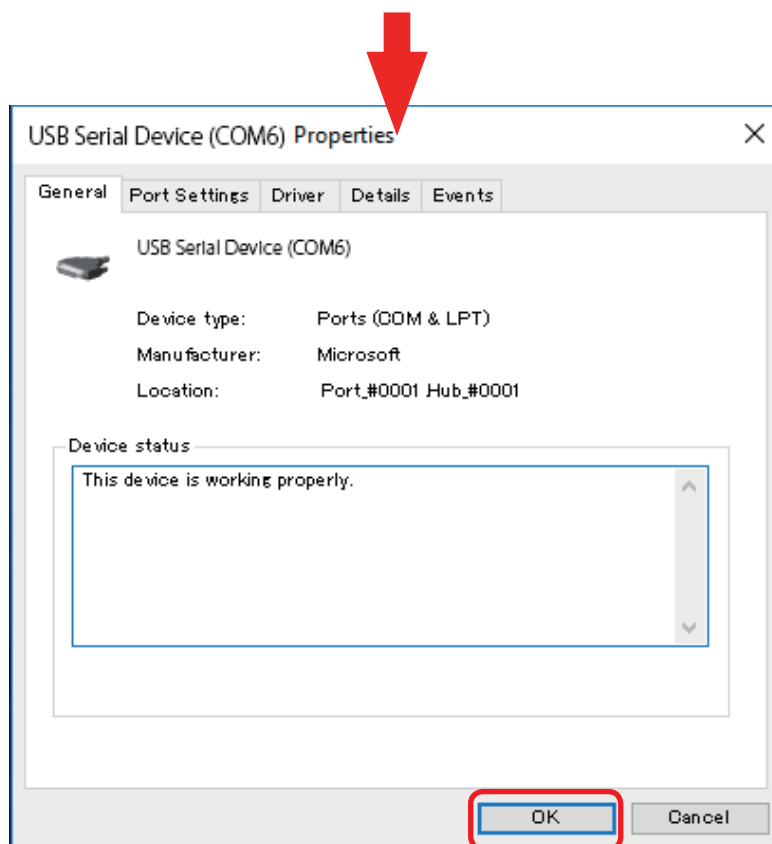 USB Serial Device (COM6) Properties
General Port Settings Driver Details Events
USB Serial Device (COM6)
Device type: Ports (COM & LPT)
Manufacturer: Microsoft
Location: Port_#0001 Hub_#0001
Device status
This device is working properly.
OK Cancel